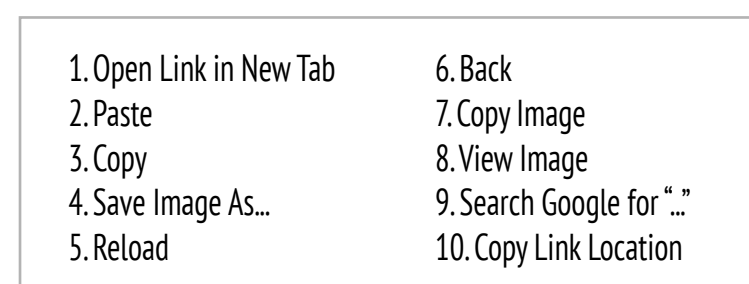 1. Open Link in New Tab
2. Paste
3. Copy
4. Save Image As...
5. Reload
6. Back
7. Copy Image
8. View Image
9. Search Google for “...”
10. Copy Link Location